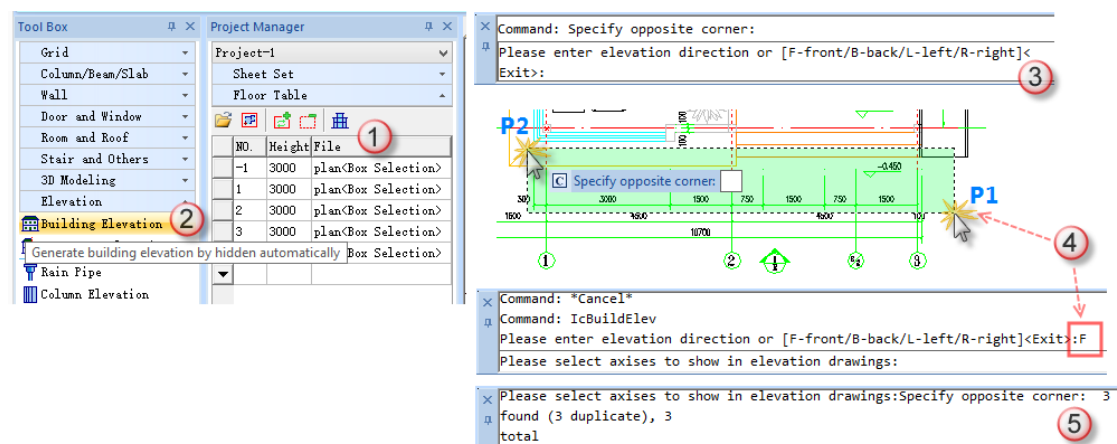 Tool Box
Grid
Column/Beam/Slab
Wall
Door and Window
Room and Roof
Stair and Others
3D Modeling
Elevation
Building Elevation
2
Generate building elevation by hidden automatically
Rain Pipe
Column Elevation
Project Manager
Project-1
Sheet Set
Floor Table
1
NO. Height File
-1 3000 plan<Box Selection>
1 3000 plan<Box Selection>
2 3000 plan<Box Selection>
3 3000 plan<Box Selection>
<Box Selection>
Command: Specify opposite corner:
Please enter elevation direction or [F-front/B-back/L-left/R-right]<
Exit>:
3
P2
100
100
C Specify opposite corner:
-0.450
P1
300 3000 1500 750 1500 750 1500
1500 4500 4500
10700
1 2 3
4
Command: *Cancel*
Command: IcBuildElev
Please enter elevation direction or [F-front/B-back/L-left/R-right]<Exit>:F
Please select axises to show in elevation drawings:
Please select axises to show in elevation drawings:Specify opposite corner: 3
found (3 duplicate), 3
total
5